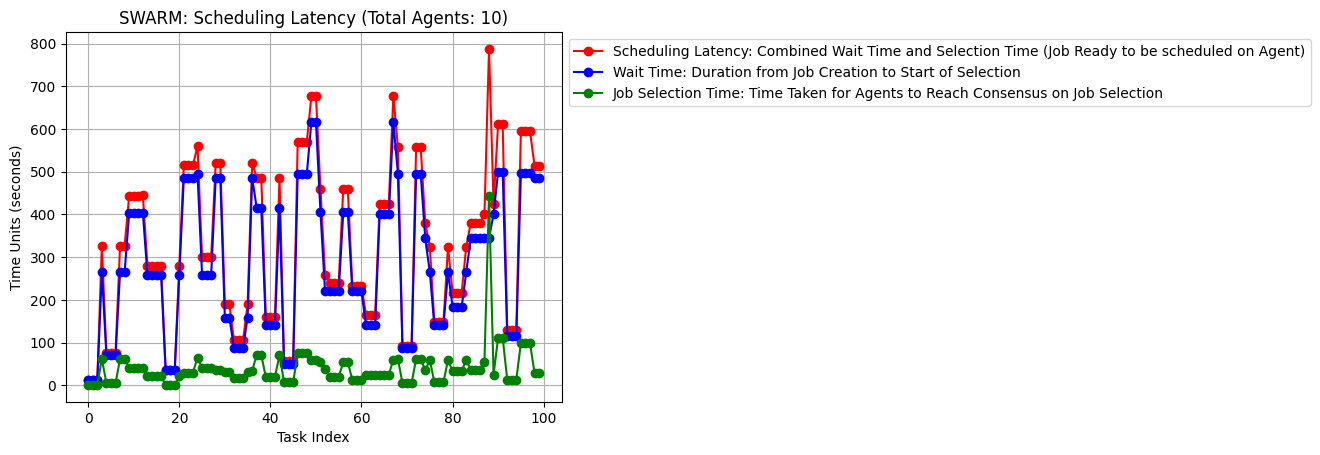 SWARM: Scheduling Latency (Total Agents: 10)
Scheduling Latency: Combined Wait Time and Selection Time (Job Ready to be scheduled on Agent)
Wait Time: Duration from Job Creation to Start of Selection
Job Selection Time: Time Taken for Agents to Reach Consensus on Job Selection
Time Units (seconds)
800
700
600
500
400
300
200
100
0
0 20 40 60 80 100
Task Index